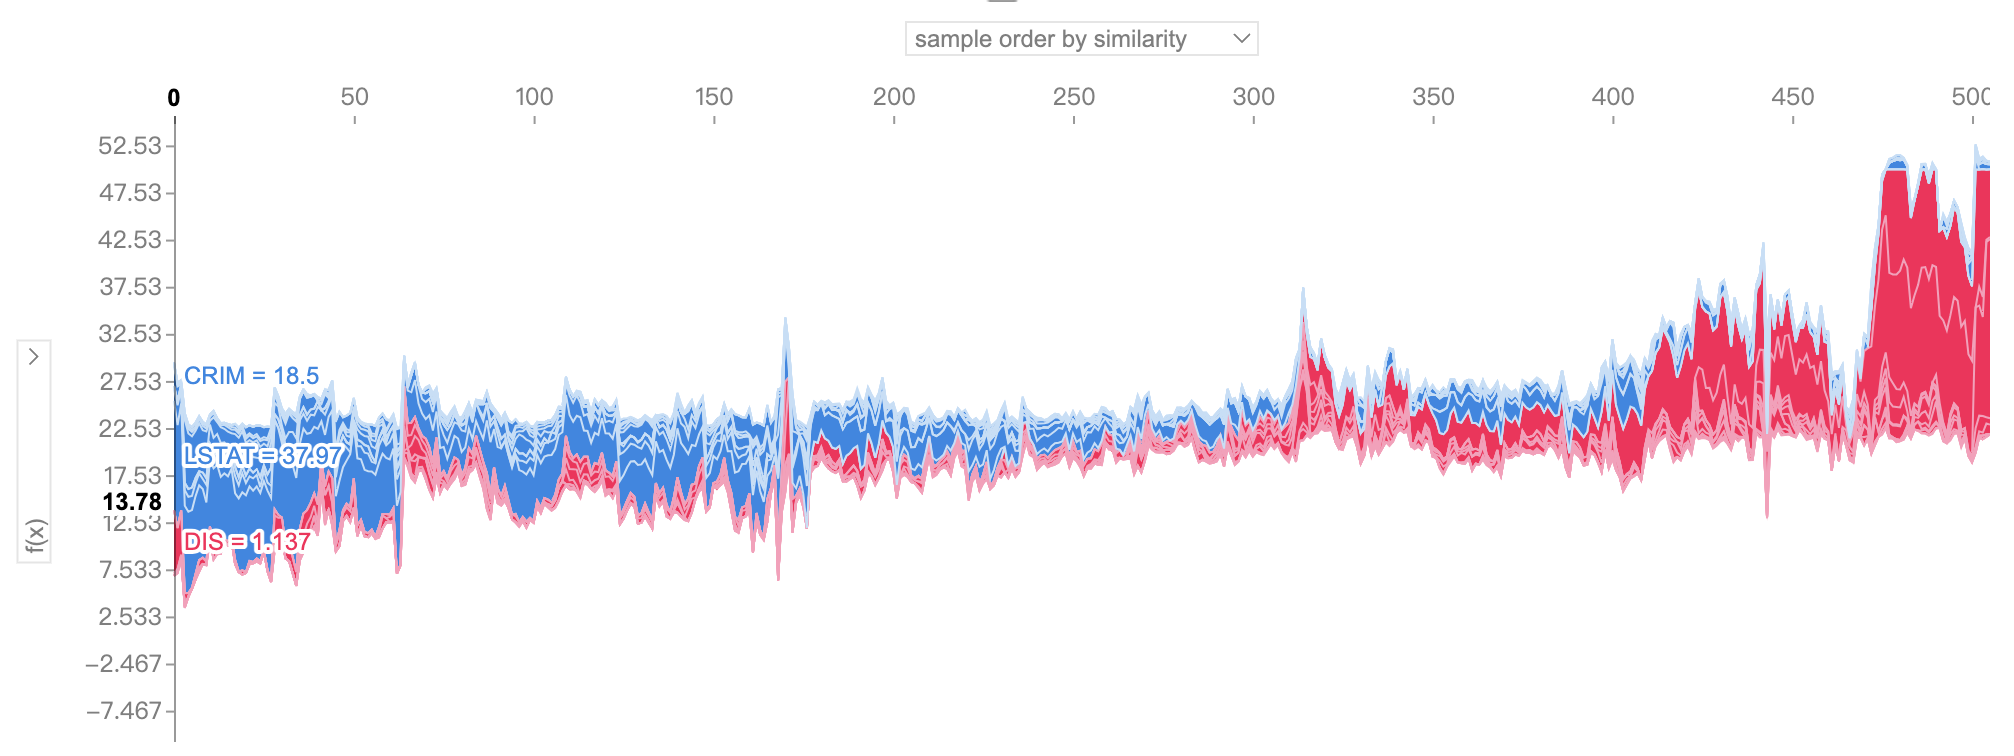 sample order by similarity
0 50 100 150 200 250 300 350 400 450 500
52.53
47.53
42.53
37.53
32.53
27.53
CRIM = 18.5
22.53
LSTAT = 37.97
17.53
13.78
12.53
DIS = 1.137
7.533
2.533
−2.467
−7.467
f(x)